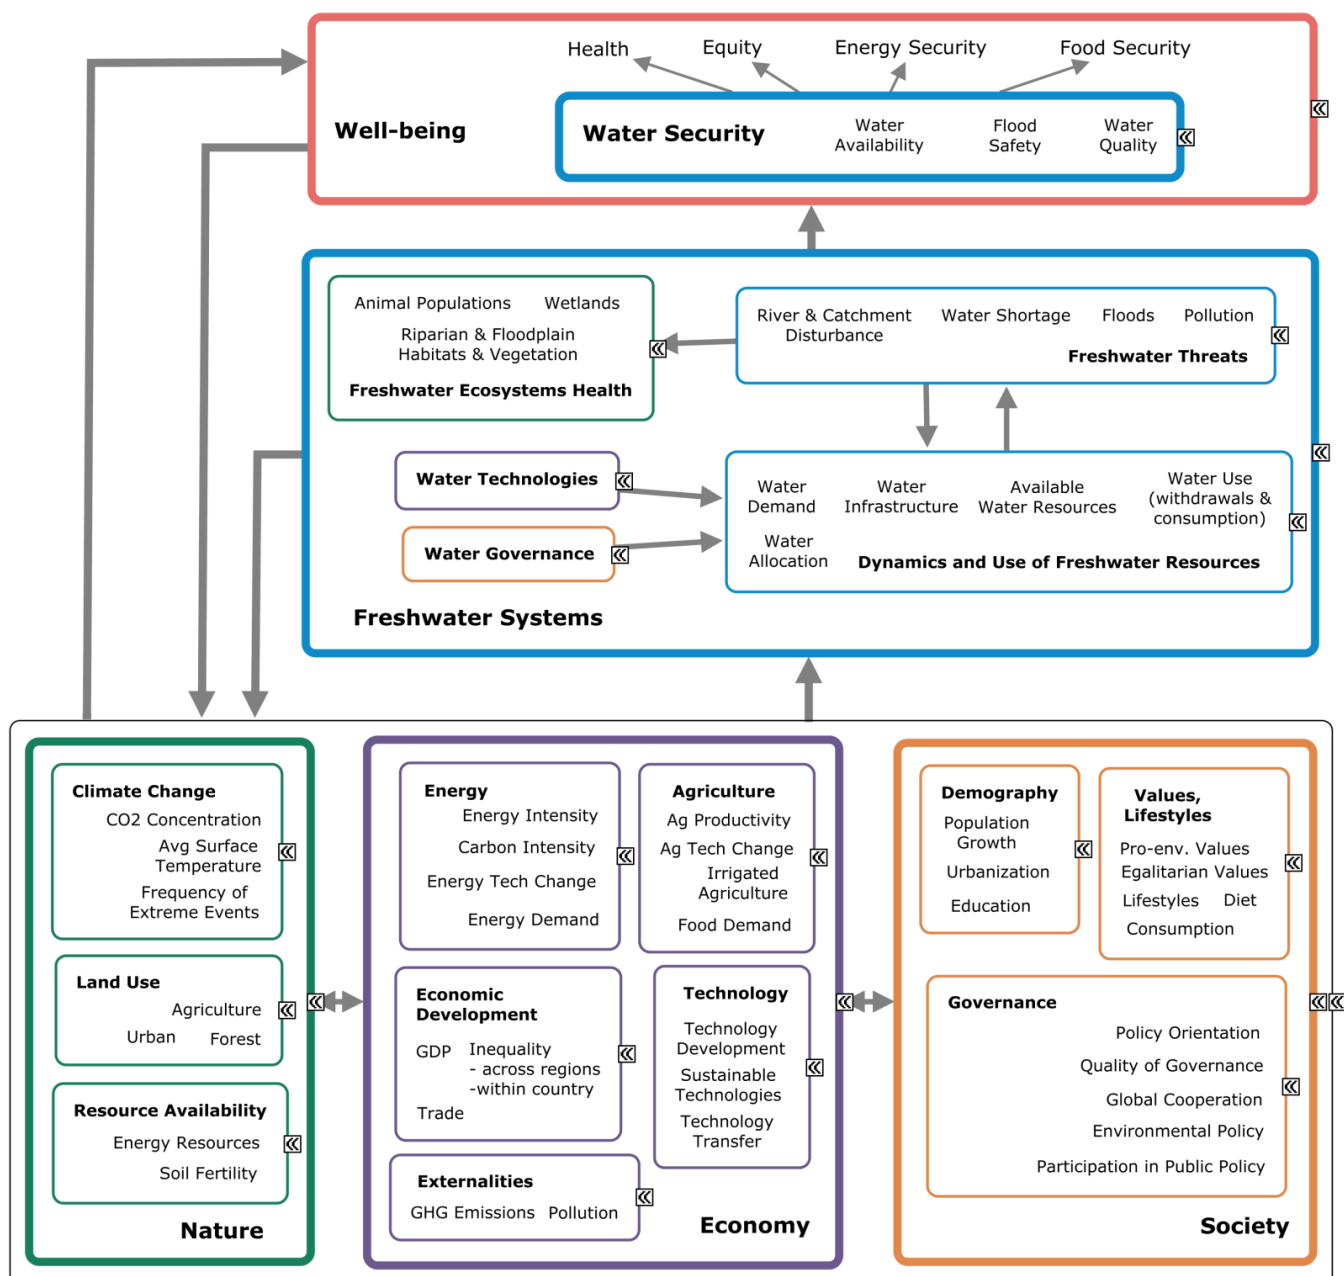 Health
Equity
Energy Security
Food Security
Well-being
Water Security
Water
Availability
Flood
Safety
Water
Quality
Animal Populations
Wetlands
Riparian & Floodplain
Habitats & Vegetation
Freshwater Ecosystems Health
River & Catchment
Disturbance
Water Shortage
Floods
Pollution
Freshwater Threats
Water Technologies
Water Governance
Water
Demand
Water
Infrastructure
Available
Water Resources
Water Use
(withdrawals &
consumption)
Water
Allocation
Dynamics and Use of Freshwater Resources
Freshwater Systems
Climate Change
CO2 Concentration
Avg Surface
Temperature
Frequency of
Extreme Events
Land Use
Agriculture
Urban
Forest
Resource Availability
Energy Resources
Soil Fertility
Nature
Energy
Energy Intensity
Carbon Intensity
Energy Tech Change
Energy Demand
Agriculture
Ag Productivity
Ag Tech Change
Irrigated
Agriculture
Food Demand
Economic
Development
GDP
Inequality
- across regions
-within country
Trade
Technology
Technology
Development
Sustainable
Technologies
Technology
Transfer
Externalities
GHG Emissions
Pollution
Economy
Demography
Population
Growth
Urbanization
Education
Values,
Lifestyles
Pro-env. Values
Egalitarian Values
Lifestyles
Diet
Consumption
Governance
Policy Orientation
Quality of Governance
Global Cooperation
Environmental Policy
Participation in Public Policy
Society